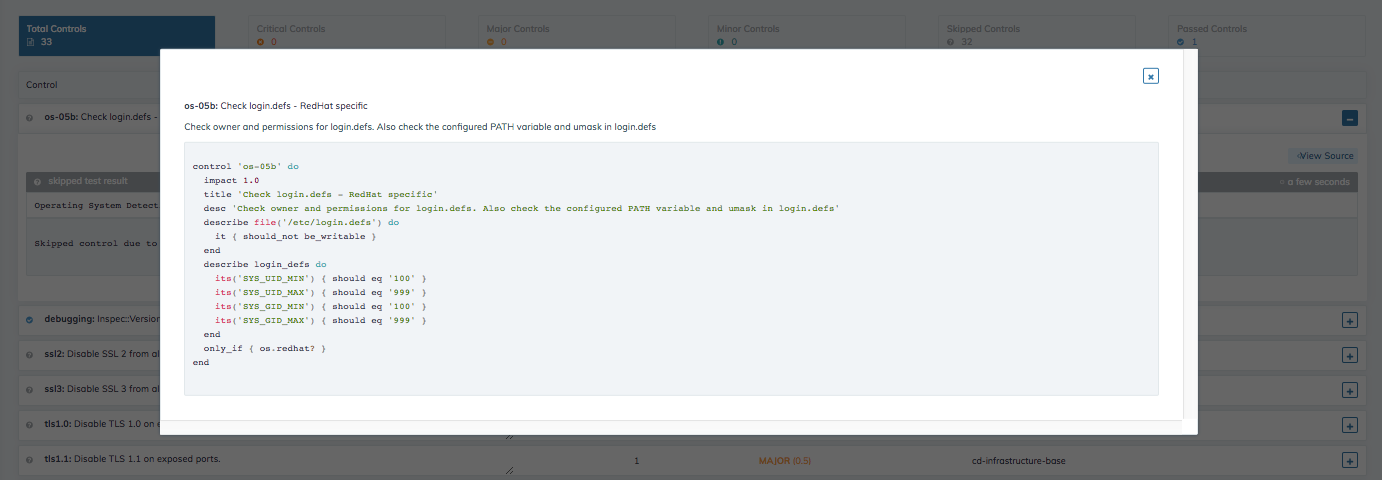 Total Controls
33
Critical Controls
0
Major Controls
0
Minor Controls
0
Skipped Controls
32
Passed Controls
1
Control
os-05b: Check login.defs -
View Source
skipped test result
a few seconds
Operating System Detect
Skipped control due to
debugging: Inspec::Version
ssl2: Disable SSL 2 from al
ssl3: Disable SSL 3 from al
tls1.0: Disable TLS 1.0 on e
tls1.1: Disable TLS 1.1 on exposed ports.
1
MAJOR (0.5)
cd-infrastructure-base
os-05b: Check login.defs - RedHat specific
Check owner and permissions for login.defs. Also check the configured PATH variable and umask in login.defs
control 'os-05b' do
impact 1.0
title 'Check login.defs - RedHat specific'
desc 'Check owner and permissions for login.defs. Also check the configured PATH variable and umask in login.defs'
describe file('/etc/login.defs') do
it { should_not be_writable }
end
describe login_defs do
its('SYS_UID_MIN') { should eq '100' }
its('SYS_UID_MAX') { should eq '999' }
its('SYS_GID_MIN') { should eq '100' }
its('SYS_GID_MAX') { should eq '999' }
end
only_if { os.redhat? }
end